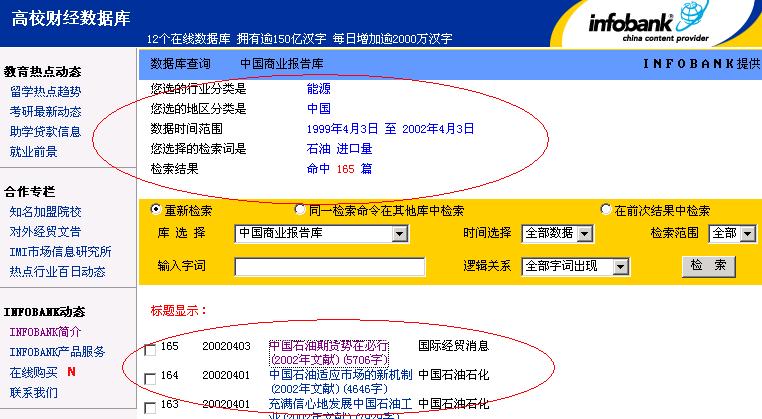 高校财经数据库
12个在线数据库 拥有逾150亿汉字 每日增加逾2000万汉字
infobank
china content provider
数据库查询 中国商业报告库 INFOBANK提供
教育热点动态
留学热点趋势
考研最新动态
助学贷款信息
就业前景
合作专栏
知名加盟院校
对外经贸文告
IMI市场信息研究所
热点行业百日动态
INFOBANK动态
INFOBANK简介
INFOBANK产品服务
在线购买 N
联系我们
您选的行业分类是 能源
您选的地区分类是 中国
数据时间范围 1999年4月3日 至 2002年4月3日
您选择的检索词是 石油 进口量
检索结果 命中 165 篇
重新检索 同一检索命令在其他库中检索 在前次结果中检索
库 选 择 中国商业报告库 时间选择 全部数据 检索范围 全部
输入字词 逻辑关系 全部字词出现 检 索
标题显示：
165 20020403 中国石油期货势在必行 国际经贸消息
(2002年文献)(5706字)
164 20020401 中国石油适应市场的新机制 中国石油石化
(2002年文献)(4646字)
163 20020401 充满信心地发展中国石油工 中国石油石化